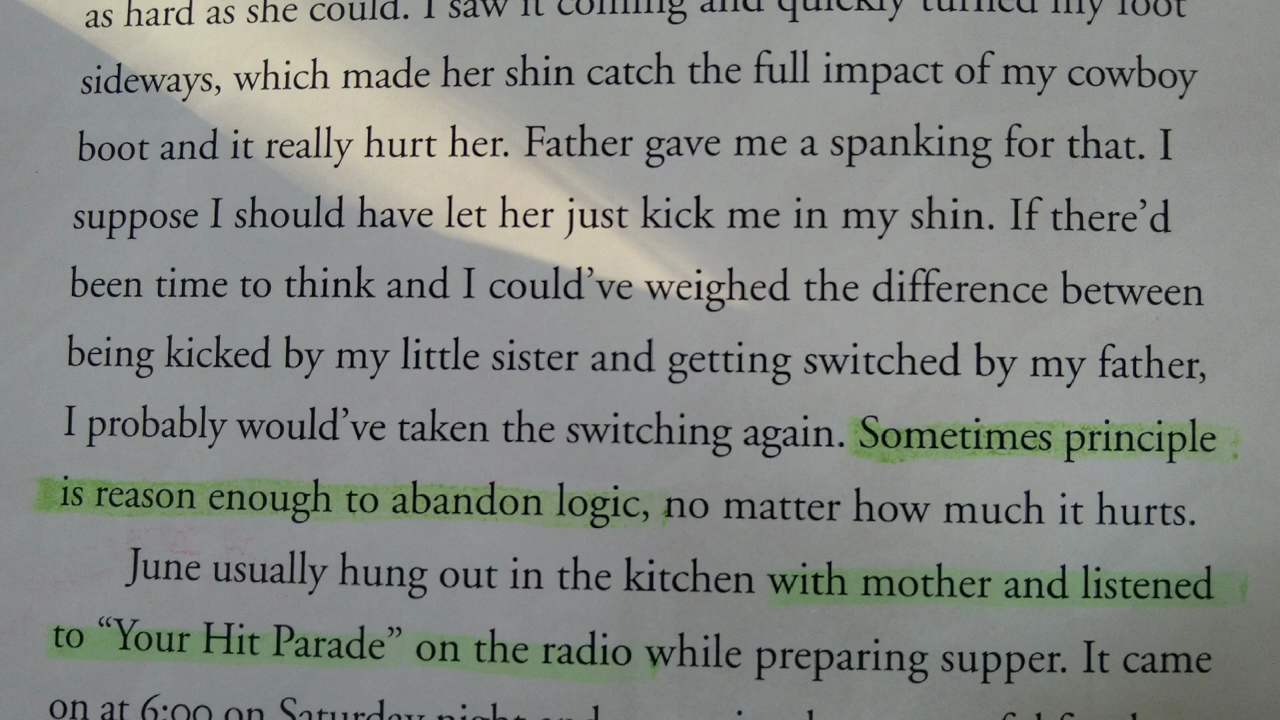 as hard as she could. I saw it coming and quickly turned my foot
sideways, which made her shin catch the full impact of my cowboy
boot and it really hurt her. Father gave me a spanking for that. I
suppose I should have let her just kick me in my shin. If there’d
been time to think and I could’ve weighed the difference between
being kicked by my little sister and getting switched by my father,
I probably would’ve taken the switching again. Sometimes principle
is reason enough to abandon logic, no matter how much it hurts.
June usually hung out in the kitchen with mother and listened
to “Your Hit Parade” on the radio while preparing supper. It came
on at 6:00 on Saturday night and